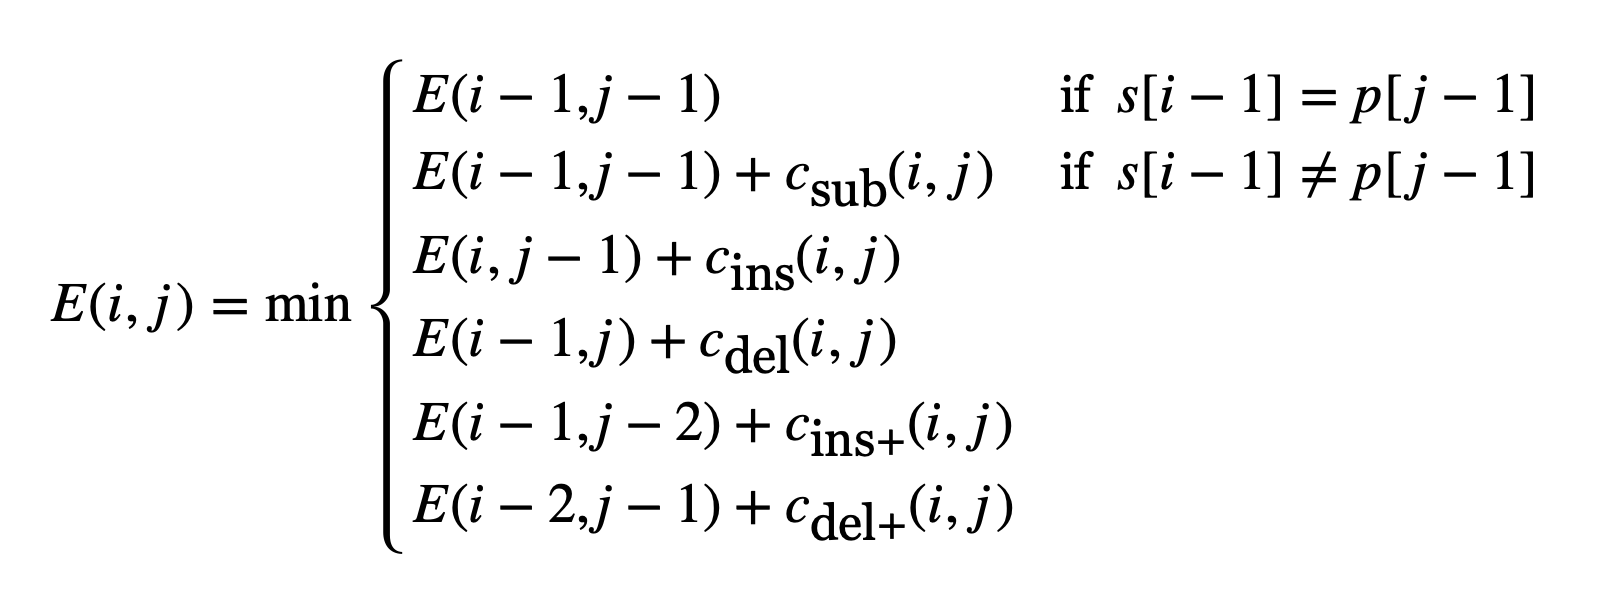 E(i − 1,j − 1) if s[i − 1] = p[j − 1]
E(i − 1,j − 1) + c_sub(i, j) if s[i − 1] ≠ p[j − 1]
E(i, j − 1) + c_ins(i, j)
E(i, j) = min {
E(i − 1,j) + c_del(i, j)
E(i − 1,j − 2) + c_ins+(i, j)
E(i − 2,j − 1) + c_del+(i, j)